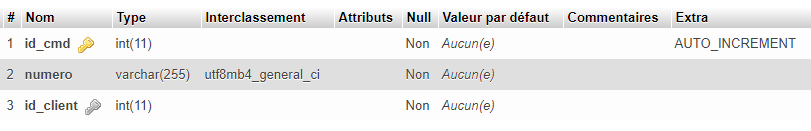 # Nom Type Interclassement Attributs Null Valeur par défaut Commentaires Extra
1 id_cmd int(11) Non Aucun(e) AUTO_INCREMENT
2 numero varchar(255) utf8mb4_general_ci Non Aucun(e)
3 id_client int(11) Non Aucun(e)